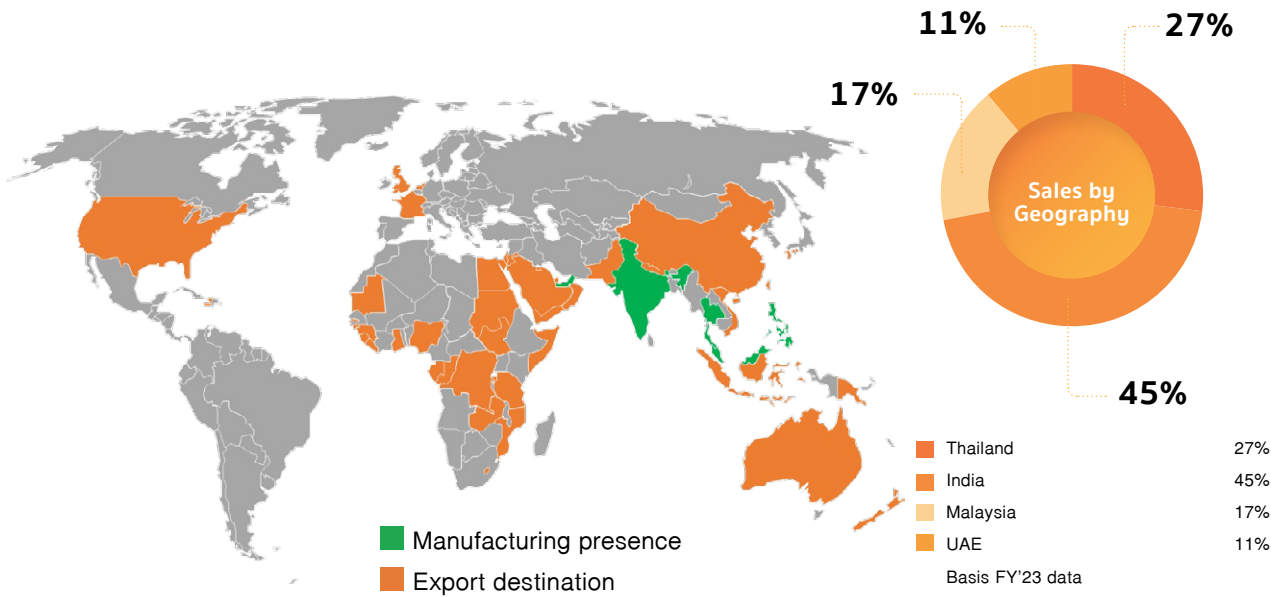 11%
27%
17%
Sales by
Geography
45%
Thailand 27%
India 45%
Malaysia 17%
UAE 11%
Basis FY'23 data
Manufacturing presence
Export destination